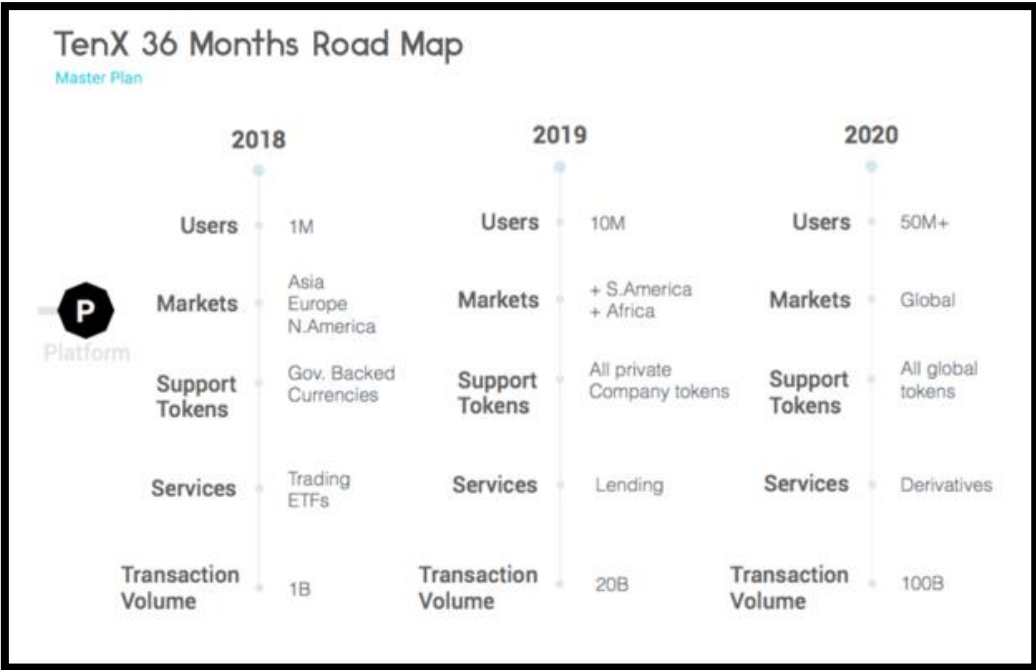 TenX 36 Months Road Map
Master Plan
2018
Users
1M
Markets
Asia
Europe
N.America
Support
Tokens
Gov. Backed
Currencies
Services
Trading
ETFs
Transaction
Volume
1B
2019
Users
10M
Markets
+ S.America
+ Africa
Support
Tokens
All private
Company tokens
Services
Lending
Transaction
Volume
20B
2020
Users
50M+
Markets
Global
Support
Tokens
All global
tokens
Services
Derivatives
Transaction
Volume
100B
P
Platform